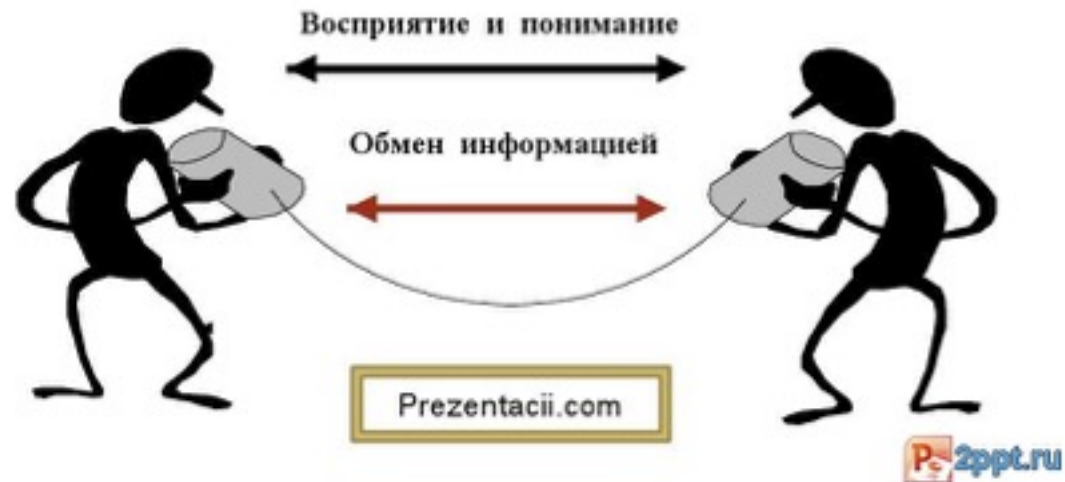 Восприятие и понимание
Обмен информацией
Prezentacii.com
2ppt.ru